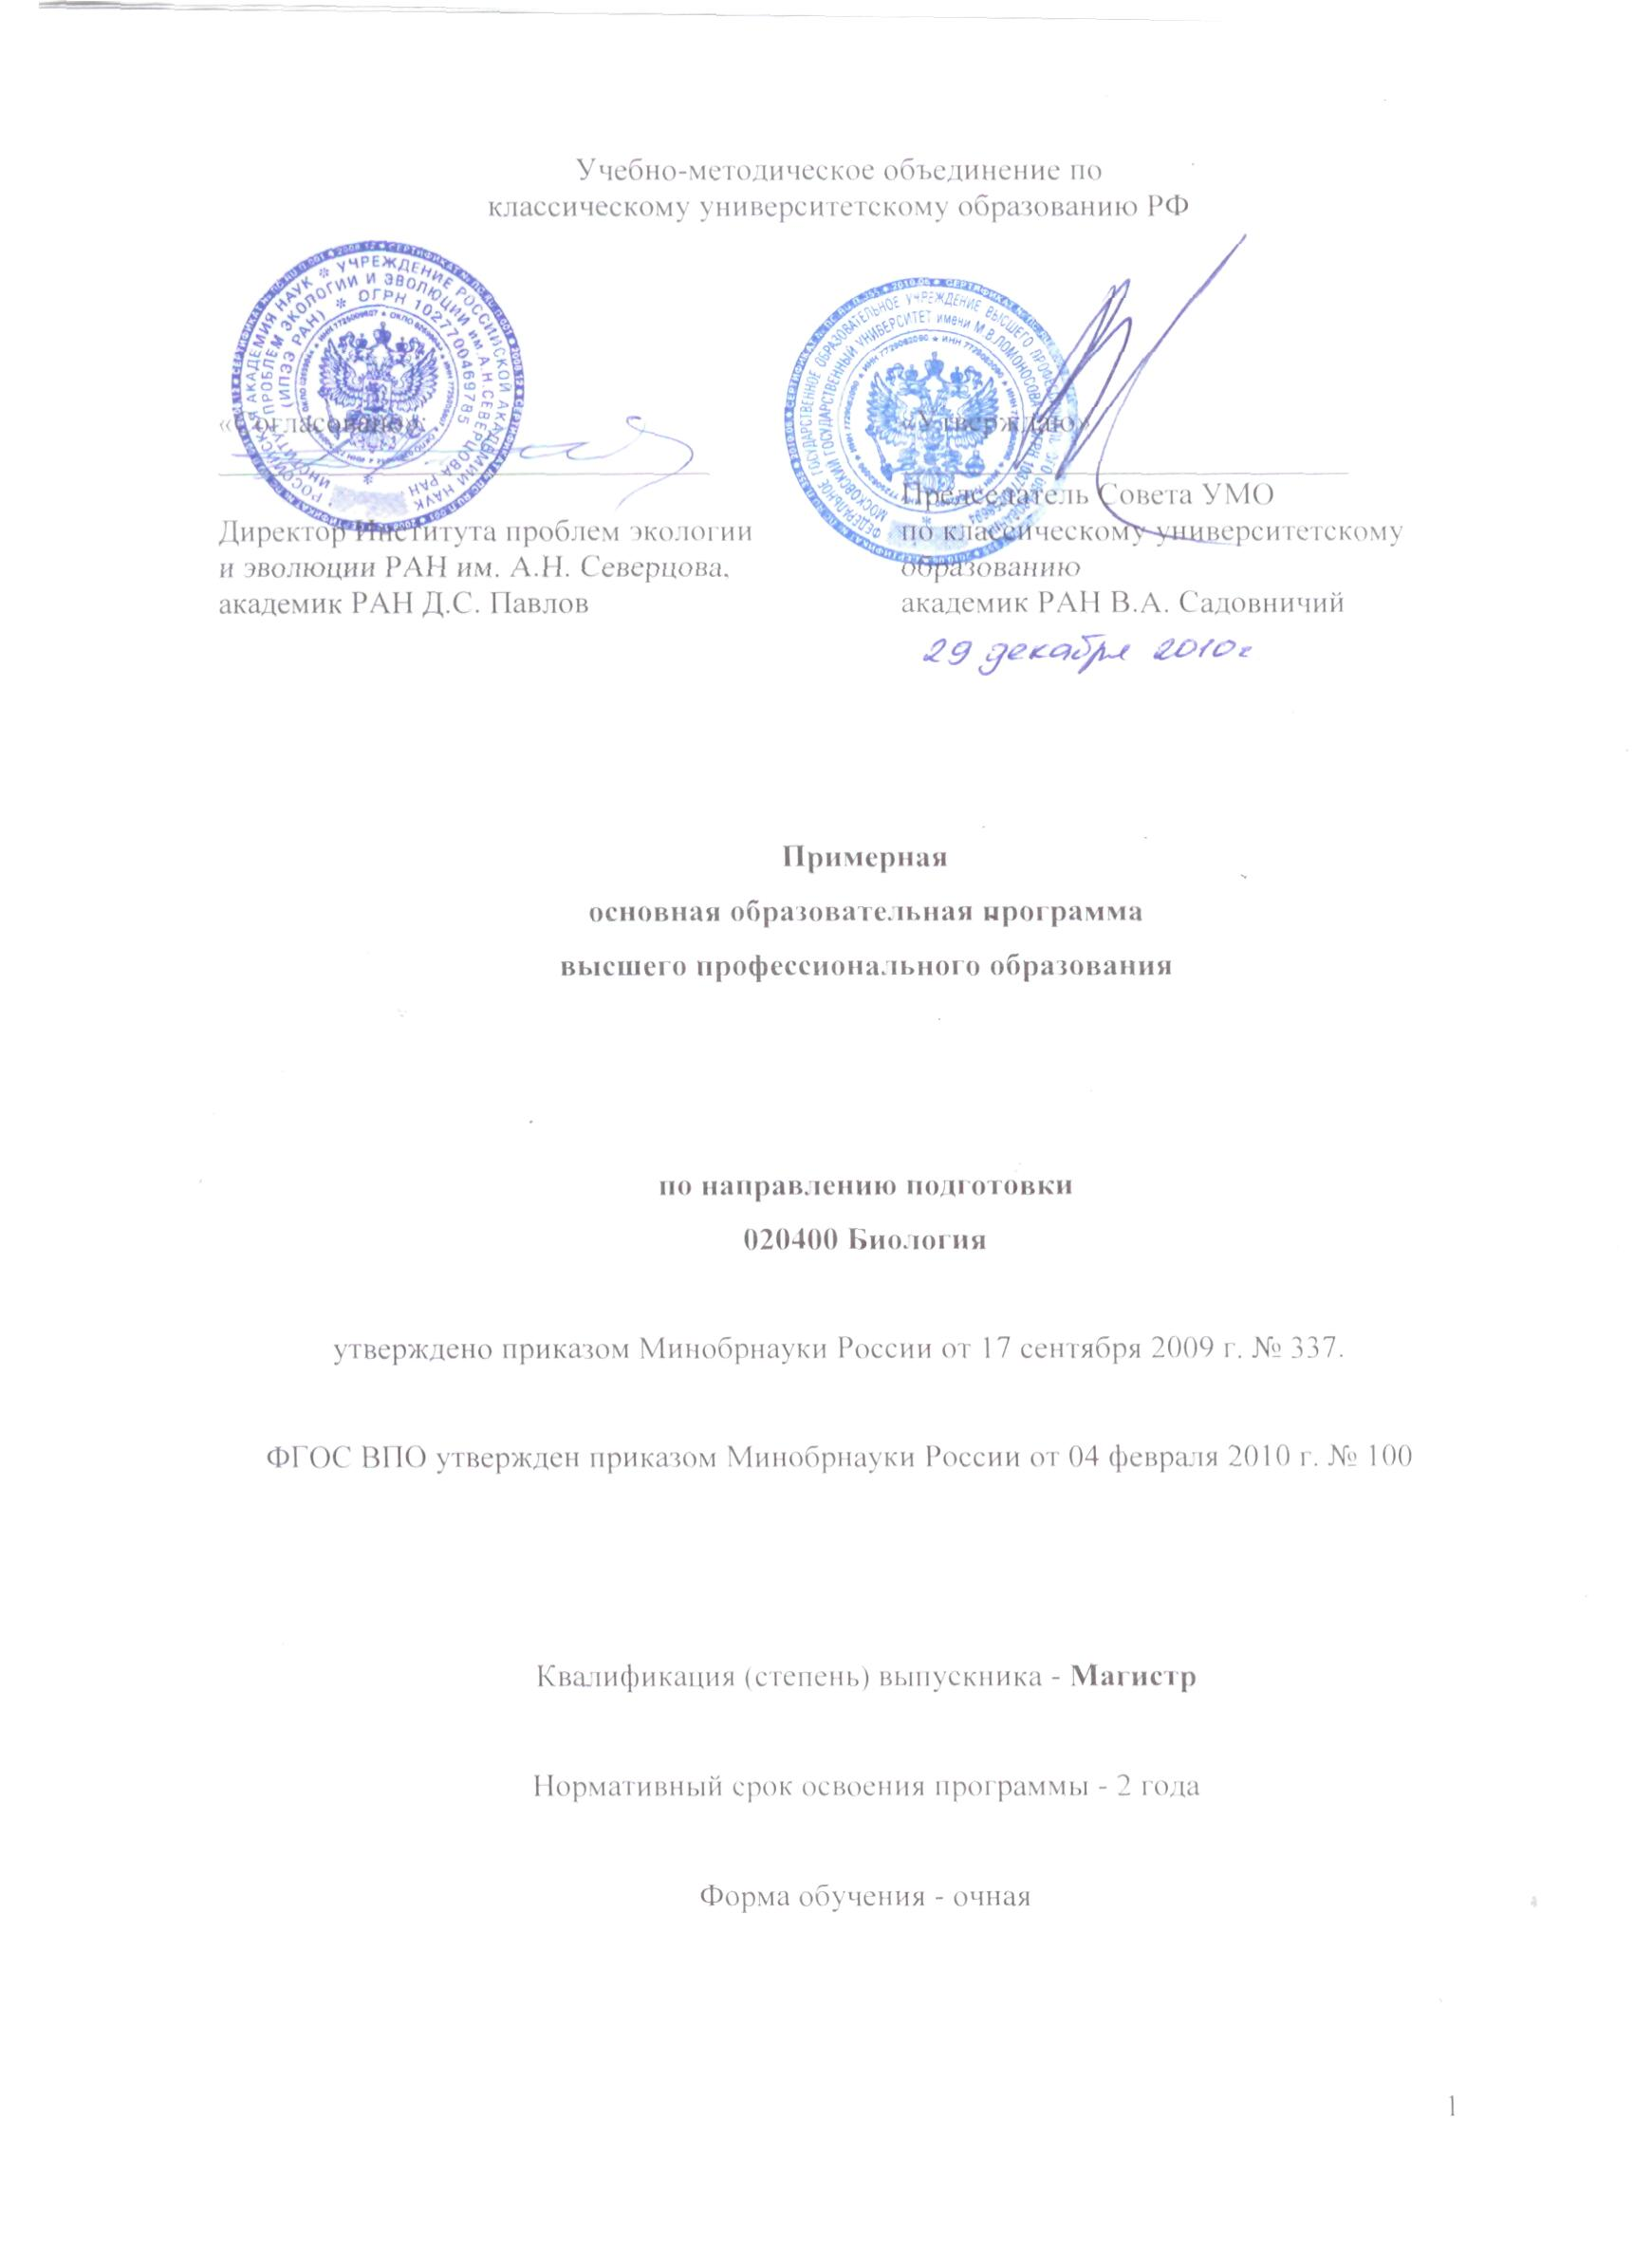 Учебно-методическое объединение по
классическому университетскому образованию РФ
«Согласовано»:
Директор Института проблем экологии
и эволюции РАН им. А.Н. Северцова,
академик РАН Д.С. Павлов
«Утверждаю»
Председатель Совета УМО
по классическому университетскому
образованию
академик РАН В.А. Садовничий
29 декабря 2010г
Примерная
основная образовательная программа
высшего профессионального образования
по направлению подготовки
020400 Биология
утверждено приказом Минобрнауки России от 17 сентября 2009 г. № 337.
ФГОС ВПО утвержден приказом Минобрнауки России от 04 февраля 2010 г. № 100
Квалификация (степень) выпускника - Магистр
Нормативный срок освоения программы - 2 года
Форма обучения - очная
1